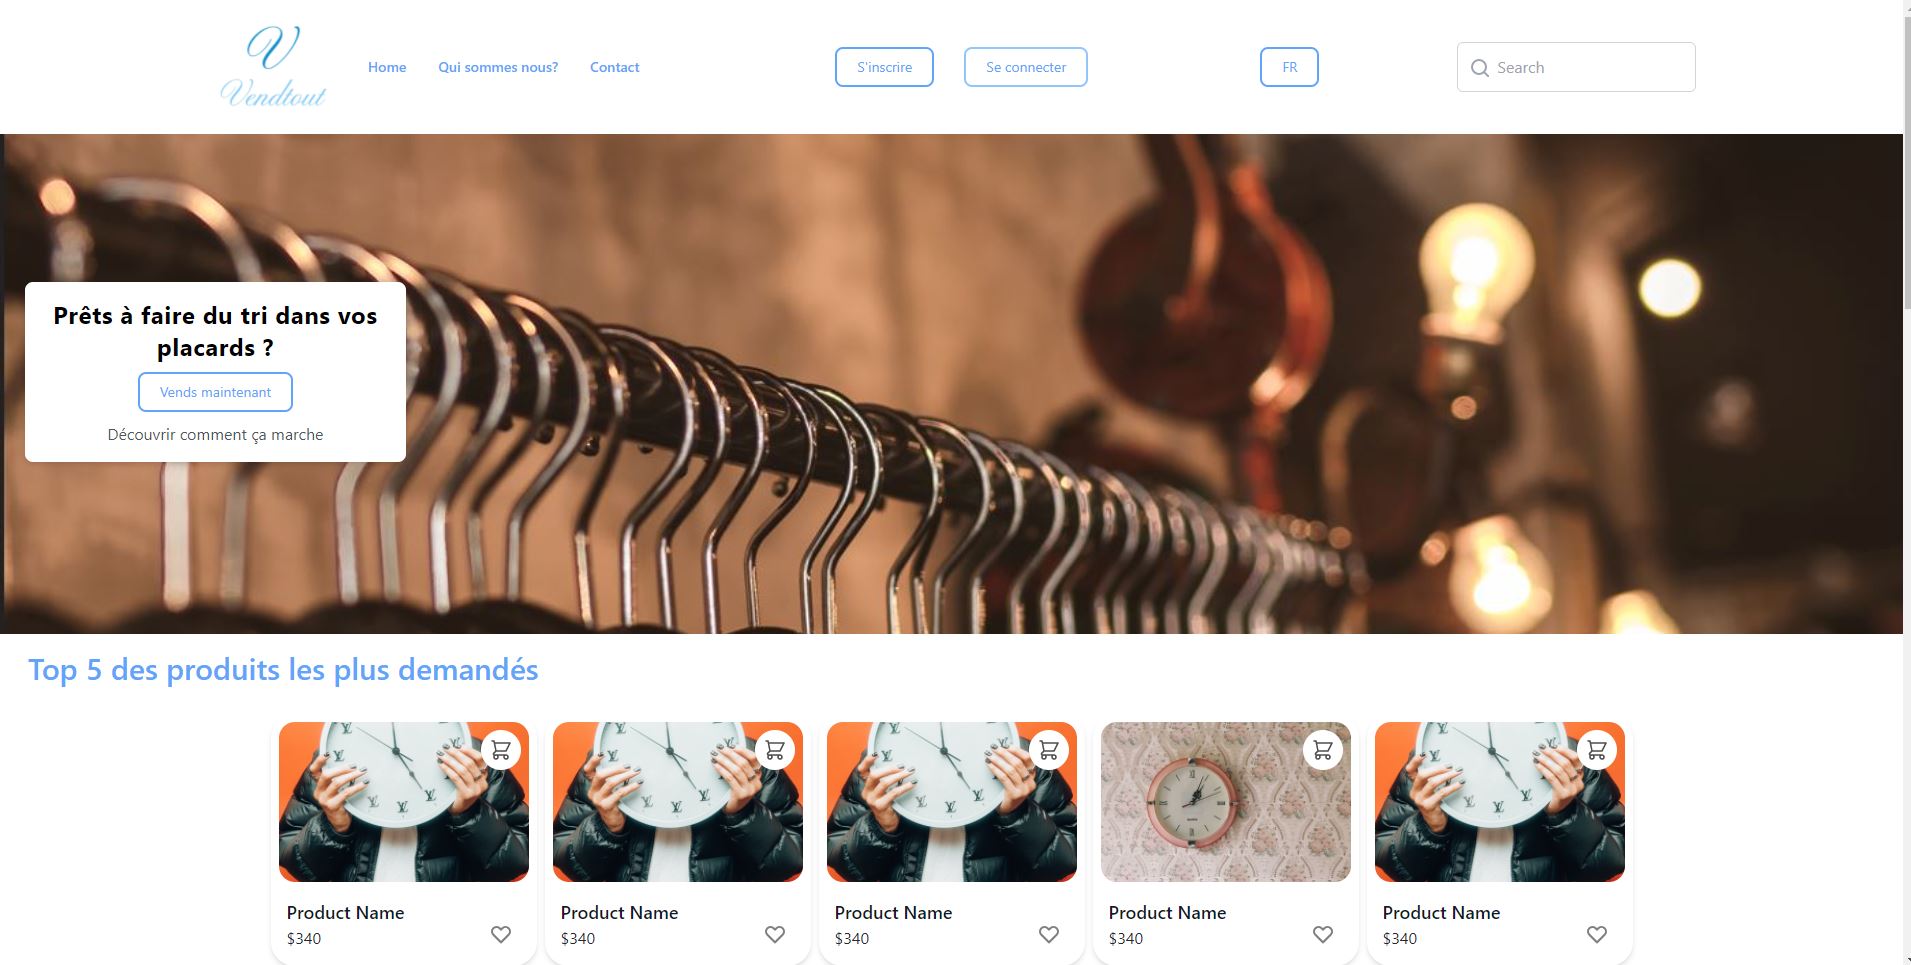 V
Vendtout
Home
Qui sommes nous?
Contact
S'inscrire
Se connecter
FR
Search
Prêts à faire du tri dans vos
placards ?
Vends maintenant
Découvrir comment ça marche
Top 5 des produits les plus demandés
Product Name
$340
Product Name
$340
Product Name
$340
Product Name
$340
Product Name
$340